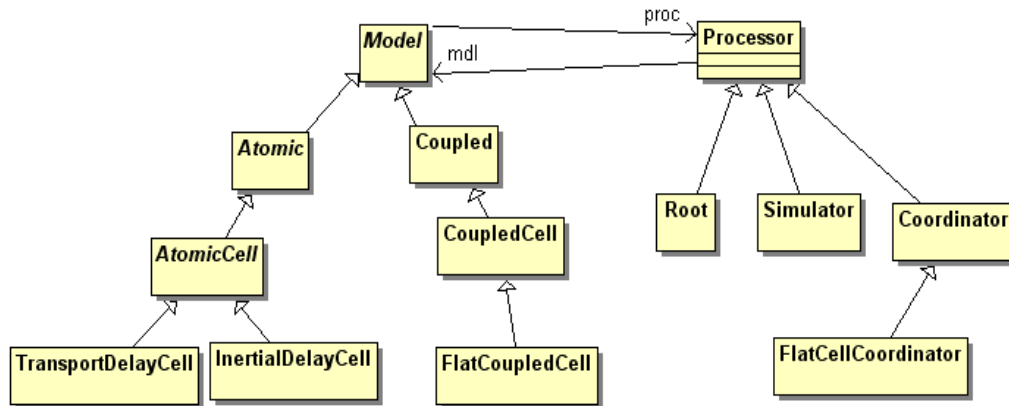 proc
Model
Processor
mdl
Atomic
Coupled
Root
Simulator
Coordinator
AtomicCell
CoupledCell
TransportDelayCell
InertialDelayCell
FlatCoupledCell
FlatCellCoordinator